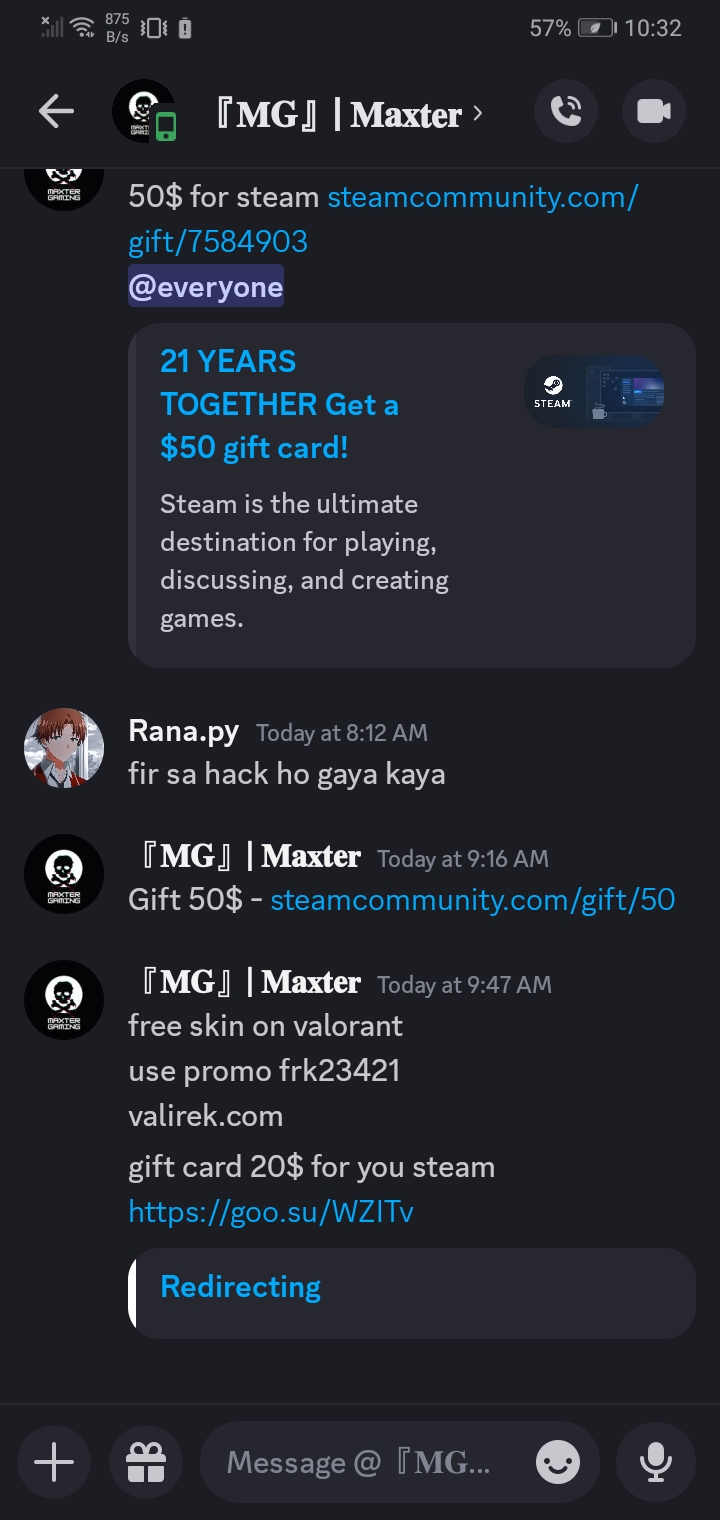 875
B/s
57%
10:32
『MG』 | Maxter
50$ for steam steamcommunity.com/
gift/7584903
@everyone
21 YEARS
TOGETHER Get a
$50 gift card!
STEAM
Steam is the ultimate
destination for playing,
discussing, and creating
games.
Rana.py Today at 8:12 AM
fir sa hack ho gaya kaya
『MG』 | Maxter Today at 9:16 AM
Gift 50$ - steamcommunity.com/gift/50
『MG』 | Maxter Today at 9:47 AM
free skin on valorant
use promo frk23421
valirek.com
gift card 20$ for you steam
https://goo.su/WZITv
Redirecting
Message @『MG...
MAXTER
GAMING
MAXTER
GAMING
MAXTER
GAMING